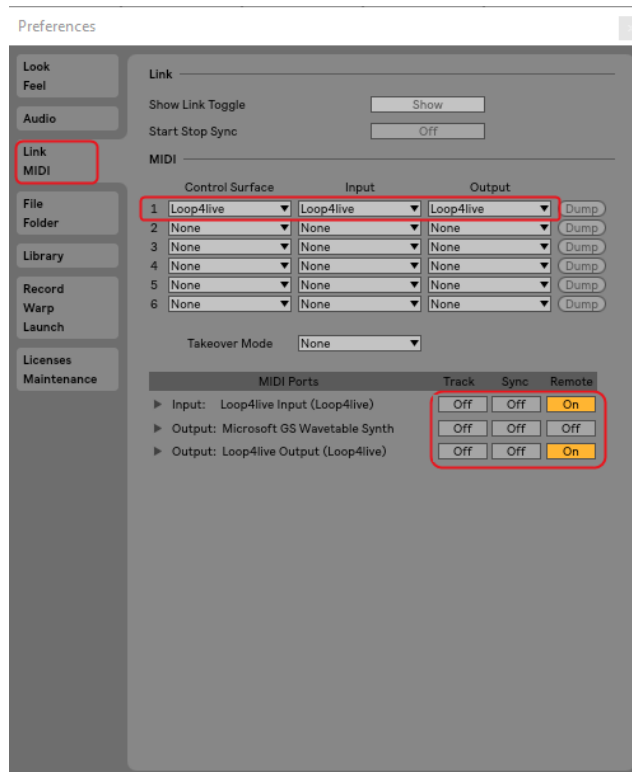 Preferences
Look
Feel
Audio
Link
MIDI
File
Folder
Library
Record
Warp
Launch
Licenses
Maintenance
Link
Show Link Toggle Show
Start Stop Sync Off
MIDI
Control Surface Input Output
1 Loop4live Loop4live Loop4live Dump
2 None None None Dump
3 None None None Dump
4 None None None Dump
5 None None None Dump
6 None None None Dump
Takeover Mode None
MIDI Ports Track Sync Remote
Input: Loop4live Input (Loop4live) Off Off On
Output: Microsoft GS Wavetable Synth Off Off Off
Output: Loop4live Output (Loop4live) Off Off On